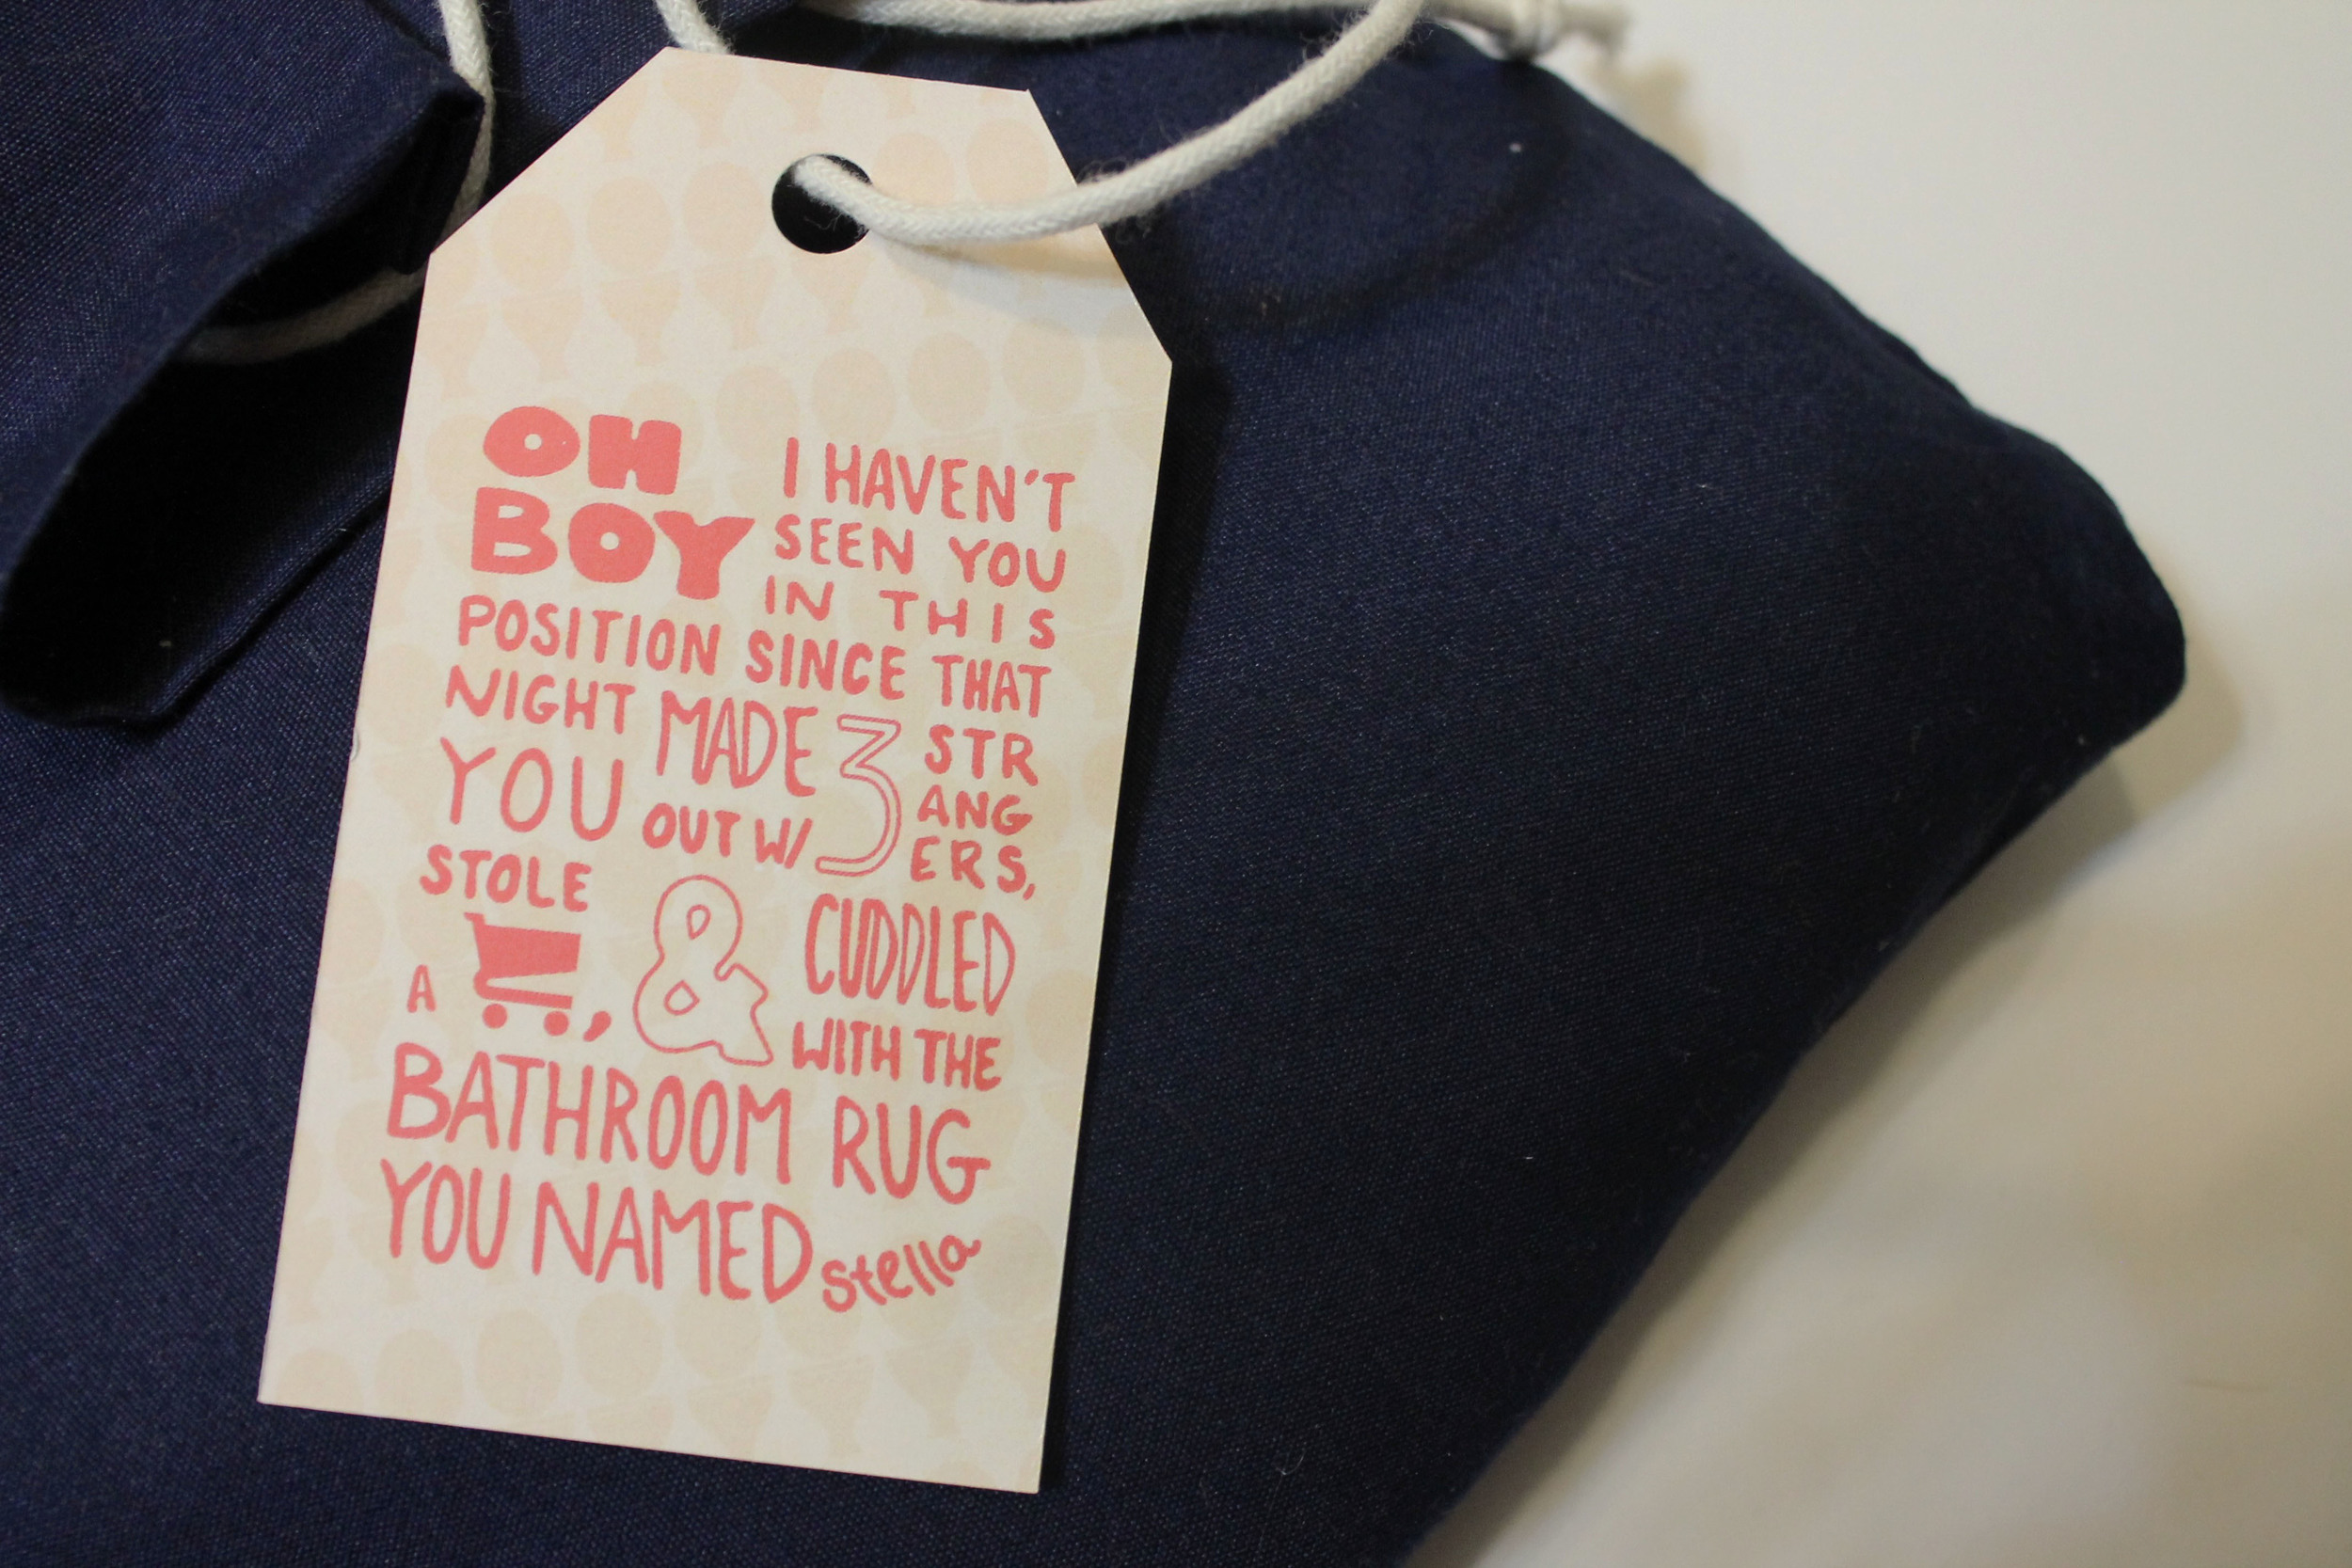 OH BOY I HAVEN'T
SEEN YOU
IN THIS
POSITION SINCE THAT
NIGHT YOU MADE
OUT W/ 3 STR
ANG
ERS,
STOLE
A , & CUDDLED
WITH THE
BATHROOM RUG
YOU NAMED stella